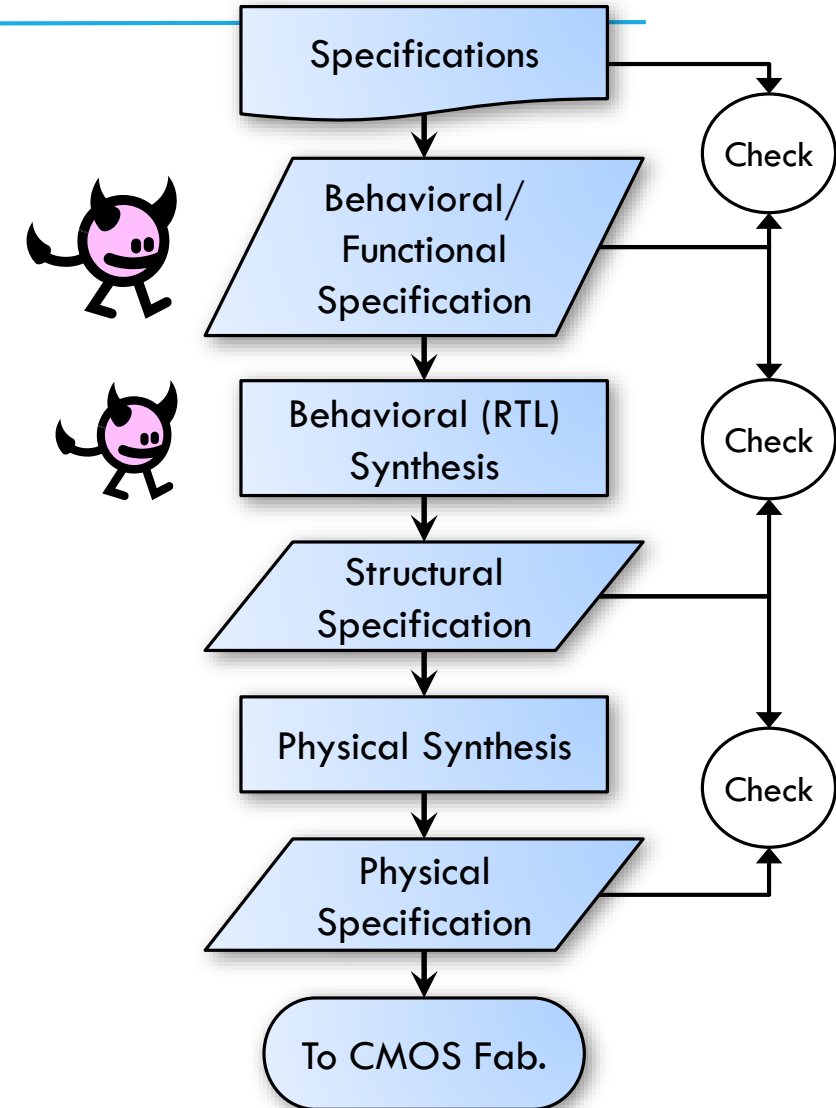 Specifications
Check
Behavioral/
Functional
Specification
Behavioral (RTL)
Synthesis
Check
Structural
Specification
Physical Synthesis
Check
Physical
Specification
To CMOS Fab.